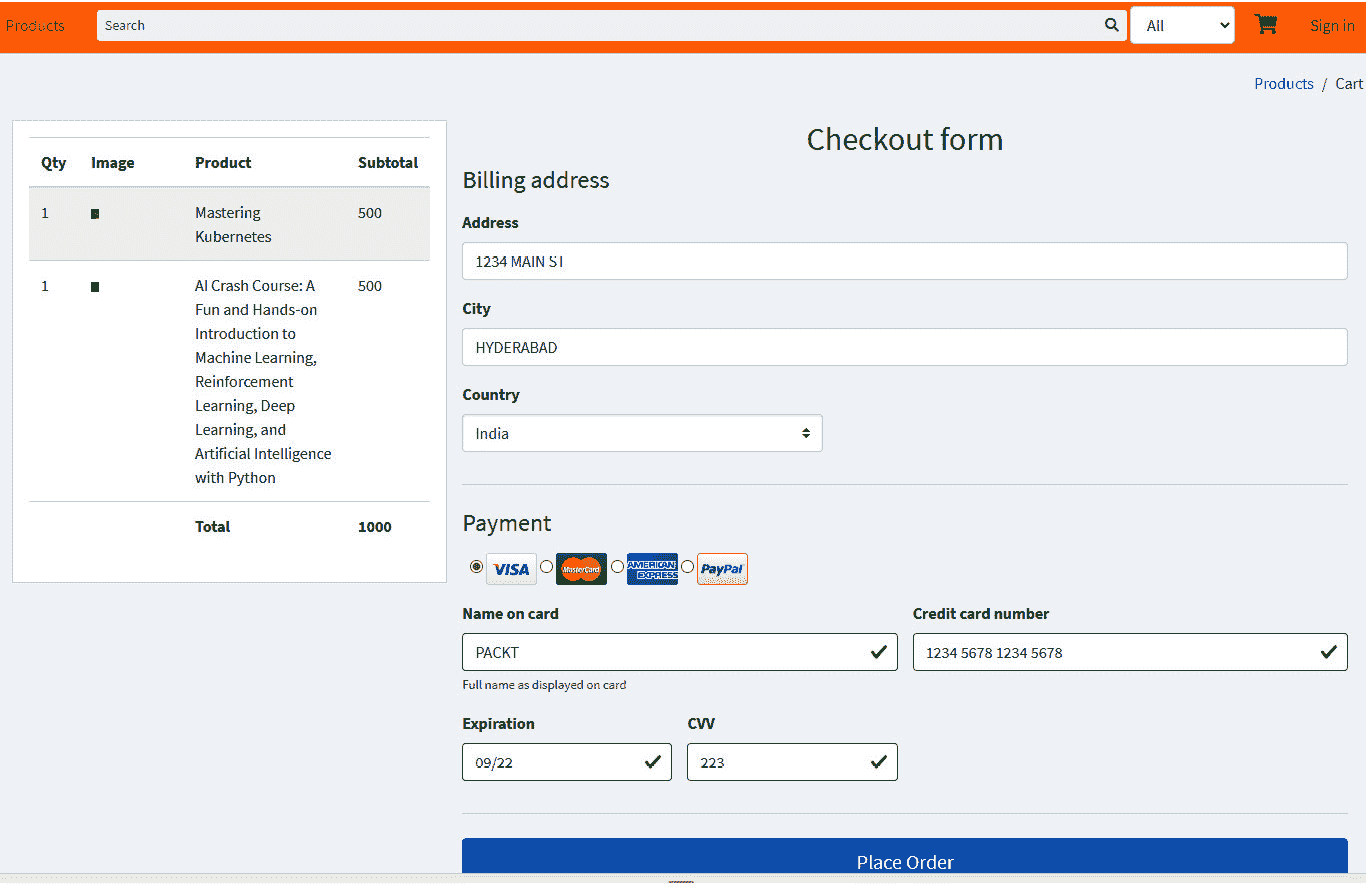 Products Search All Sign in
Products / Cart
Qty Image Product Subtotal
1 Mastering 500
Kubernetes
1 AI Crash Course: A 500
Fun and Hands-on
Introduction to
Machine Learning,
Reinforcement
Learning, Deep
Learning, and
Artificial Intelligence
with Python
Total 1000
Checkout form
Billing address
Address
1234 MAIN ST
City
HYDERABAD
Country
India
Payment
VISA MasterCard AMERICAN EXPRESS PayPal
Name on card Credit card number
PACKT 1234 5678 1234 5678
Full name as displayed on card
Expiration CVV
09/22 223
Place Order